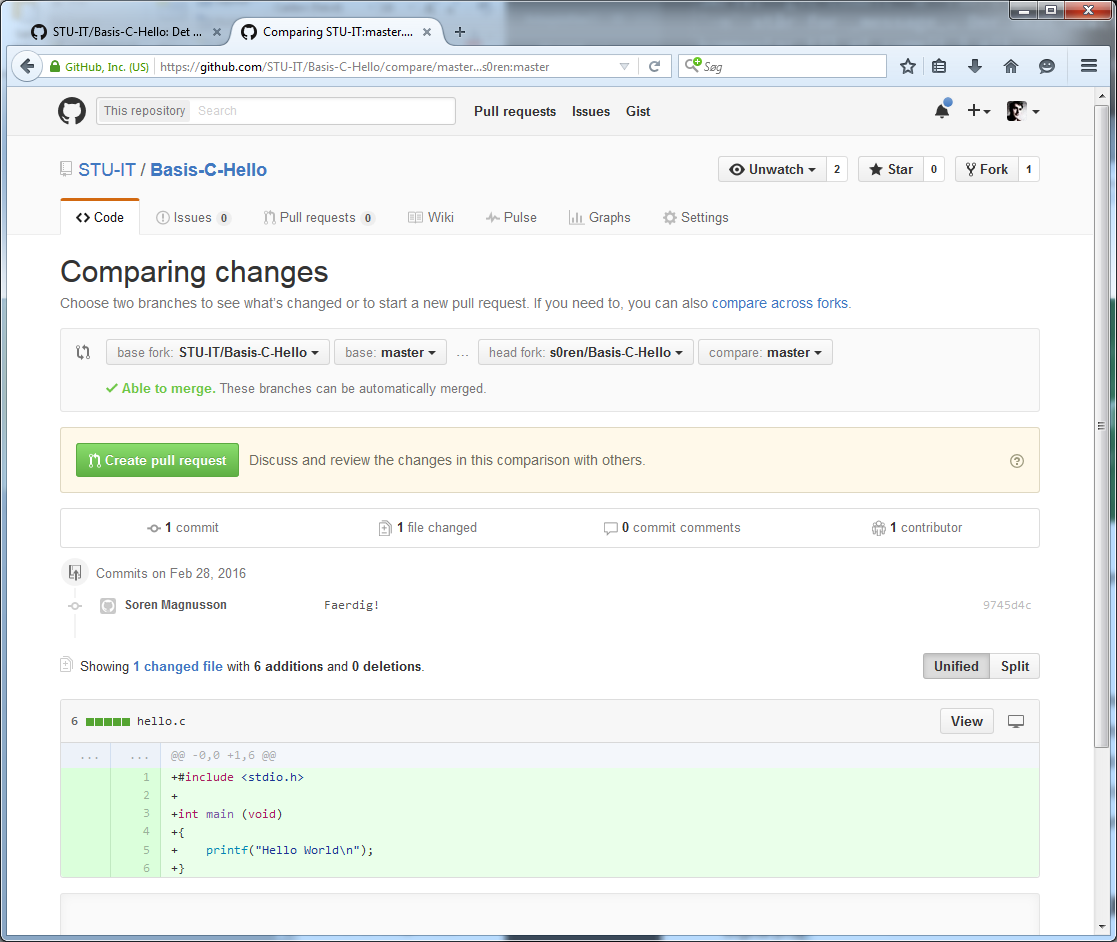 STU-IT/Basis-C-Hello: Det ...
Comparing STU-IT:master....
GitHub, Inc. (US) https://github.com/STU-IT/Basis-C-Hello/compare/master...s0ren:master
Søg
This repository Search
Pull requests Issues Gist
STU-IT / Basis-C-Hello
Unwatch 2 Star 0 Fork 1
Code Issues 0 Pull requests 0 Wiki Pulse Graphs Settings
Comparing changes
Choose two branches to see what's changed or to start a new pull request. If you need to, you can also compare across forks.
base fork: STU-IT/Basis-C-Hello base: master ... head fork: s0ren/Basis-C-Hello compare: master
Able to merge. These branches can be automatically merged.
Create pull request Discuss and review the changes in this comparison with others.
1 commit 1 file changed 0 commit comments 1 contributor
Commits on Feb 28, 2016
Soren Magnusson Faerdig! 9745d4c
Showing 1 changed file with 6 additions and 0 deletions.
Unified Split
6 hello.c View
... ... @@ -0,0 +1,6 @@
1 +#include <stdio.h>
2 +
3 +int main (void)
4 +{
5 + printf("Hello World\n");
6 +}